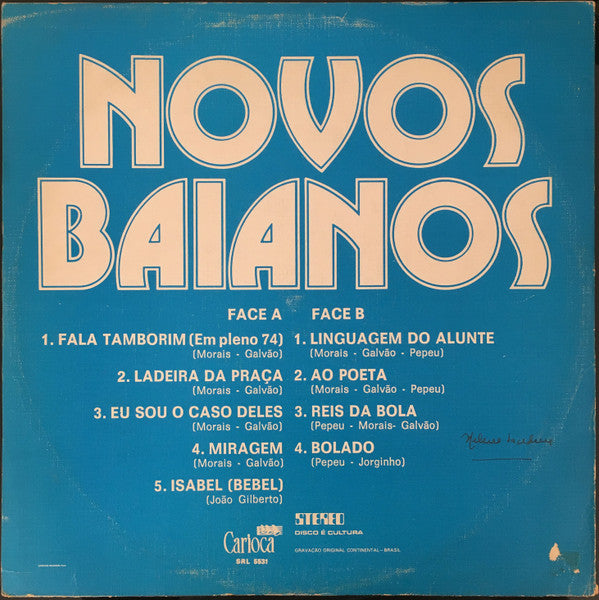 NOVOS
BAIANOS
FACE A
1. FALA TAMBORIM (Em pleno 74)
(Morais - Galvão)
2. LADEIRA DA PRAÇA
(Morais - Galvão)
3. EU SOU O CASO DELES
(Morais - Galvão)
4. MIRAGEM
(Morais - Galvão)
5. ISABEL (BEBEL)
(João Gilberto)
FACE B
1. LINGUAGEM DO ALUNTE
(Morais - Galvão - Pepeu)
2. AO POETA
(Morais - Galvão - Pepeu)
3. REIS DA BOLA
(Pepeu - Morais- Galvão)
4. BOLADO
(Pepeu - Jorginho)
Carioca
SRL 5531
STEREO
DISCO É CULTURA
GRAVAÇÃO ORIGINAL CONTINENTAL - BRASIL